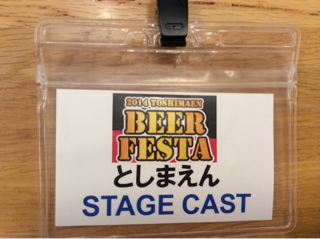 2014 TOSHIMAEN
BEER
FESTA
としまえん
STAGE CAST